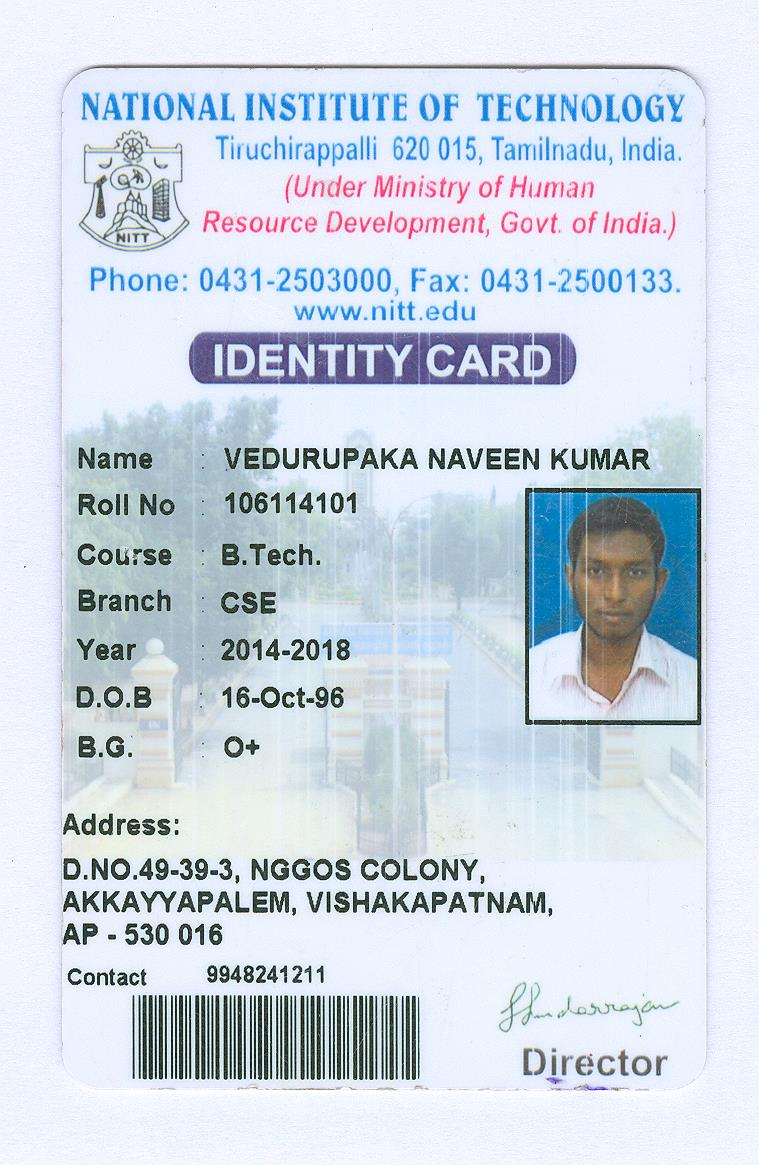 NATIONAL INSTITUTE OF TECHNOLOGY
Tiruchirappalli 620 015, Tamilnadu, India.
(Under Ministry of Human
Resource Development, Govt. of India.)
NITT
Phone: 0431-2503000, Fax: 0431-2500133.
www.nitt.edu
IDENTITY CARD
Name : VEDURUPAKA NAVEEN KUMAR
Roll No : 106114101
Course : B.Tech.
Branch : CSE
Year : 2014-2018
D.O.B : 16-Oct-96
B.G. : O+
Address:
D.NO.49-39-3, NGGOS COLONY,
AKKAYYAPALEM, VISHAKAPATNAM,
AP - 530 016
Contact 9948241211
Director